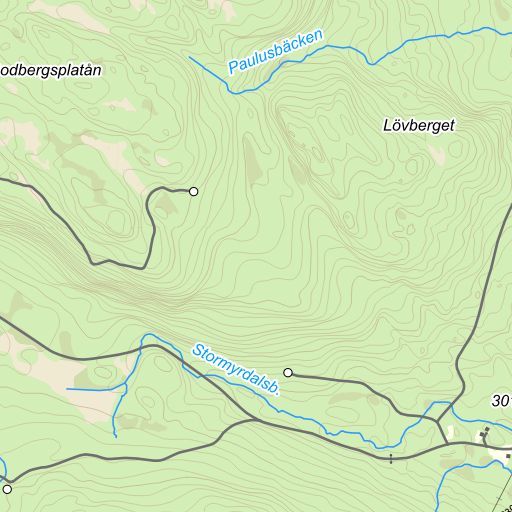 Paulusbäcken
odbergsplatån
Lövberget
Stormyrdalsb.
30